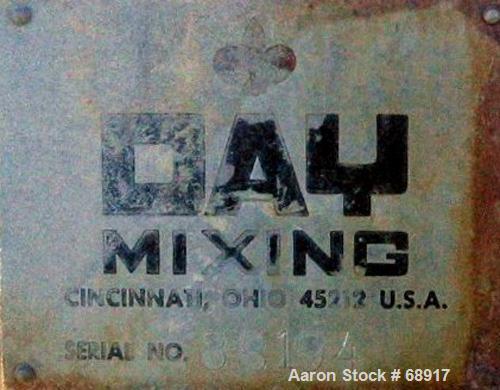 DAY
MIXING
CINCINNATI, OHIO 45212 U.S.A.
SERIAL NO.
Aaron Stock # 68917